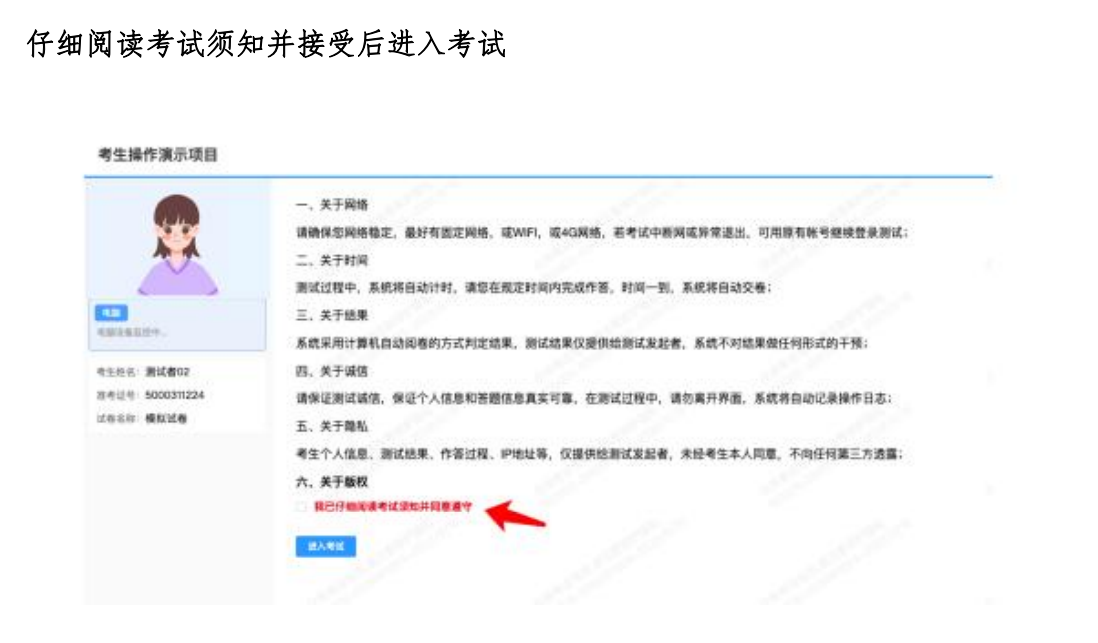 仔细阅读考试须知并接受后进入考试
考生操作演示项目
电脑
电脑设备监控中...
考生姓名: 测试者02
准考证号: 5000311224
试卷名称: 模拟试卷
一、关于网络
请确保您网络稳定，最好有固定网络，或WIFI，或4G网络，若考试中断网或异常退出，可用原有帐号继续登录测试；
二、关于时间
测试过程中，系统将自动计时，请您在规定时间内完成作答，时间一到，系统将自动交卷；
三、关于结果
系统采用计算机自动阅卷的方式判定结果，测试结果仅提供给测试发起者，系统不对结果做任何形式的干预；
四、关于诚信
请保证测试诚信，保证个人信息和答题信息真实可靠，在测试过程中，请勿离开界面，系统将自动记录操作日志；
五、关于隐私
考生个人信息、测试结果、作答过程、IP地址等，仅提供给测试发起者，未经考生本人同意，不向任何第三方透露；
六、关于版权
我已仔细阅读考试须知并同意遵守
进入考试